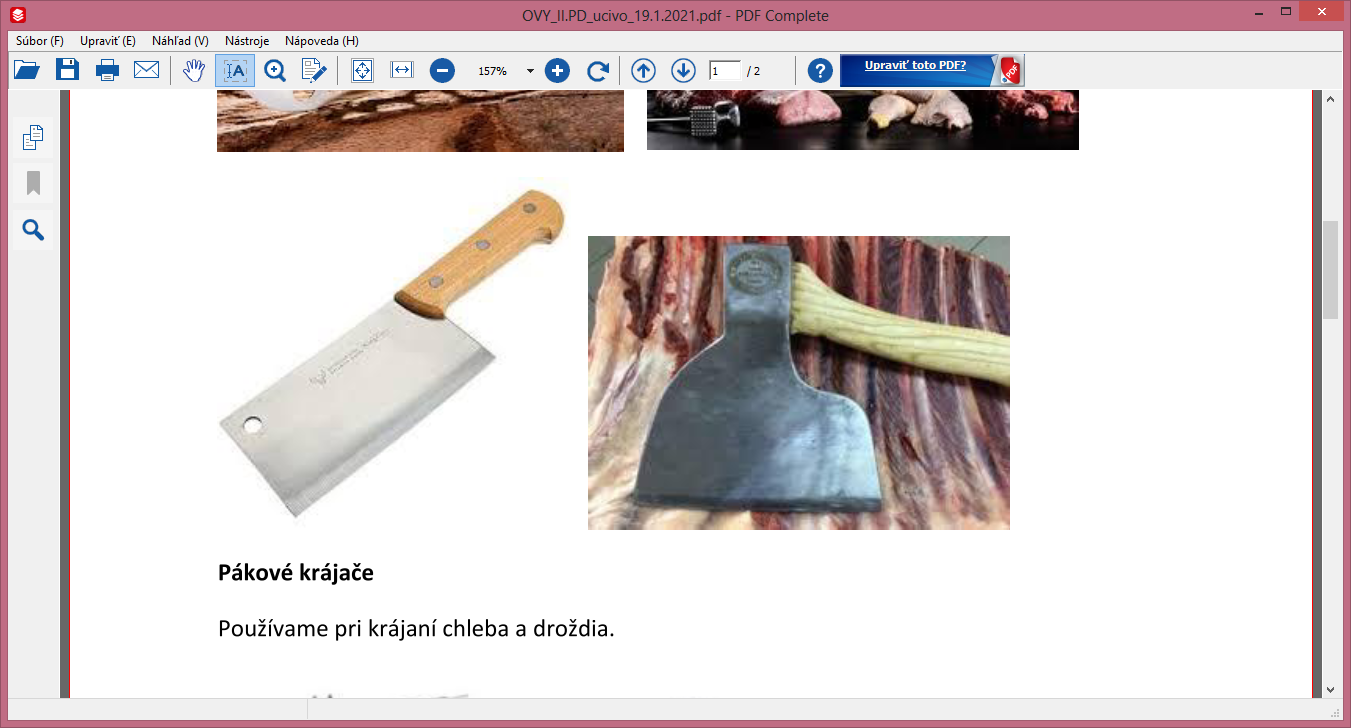 OVY_II.PD_ucivo_19.1.2021.pdf - PDF Complete
Súbor (F) Upraviť (E) Náhľad (V) Nástroje Nápoveda (H)
157% 1 / 2 Upraviť toto PDF?
PDF
Pákové krájače
Používame pri krájaní chleba a droždia.